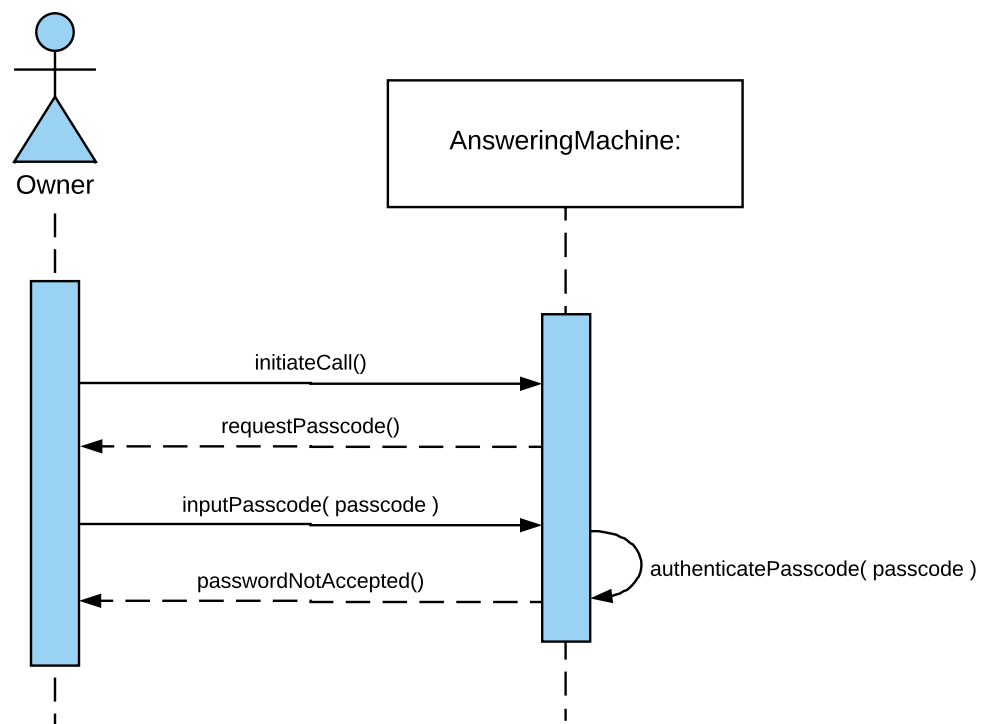 Owner
AnsweringMachine:
initiateCall()
requestPasscode()
inputPasscode( passcode )
authenticatePasscode( passcode )
passwordNotAccepted()